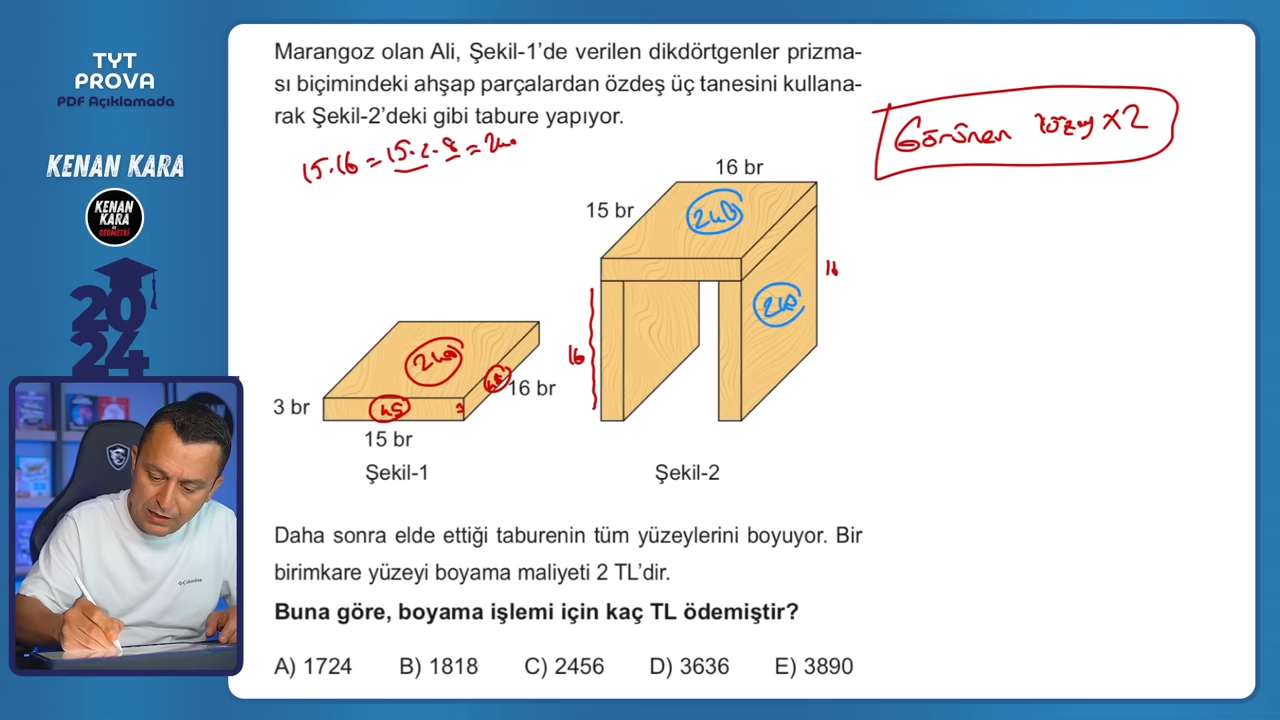 TYT
PROVA
PDF Açıklamada
KENAN KARA
KENAN
KARA
GEOMETRİ
2024
Marangoz olan Ali, Şekil-1’de verilen dikdörtgenler prizma-
sı biçimindeki ahşap parçalardan özdeş üç tanesini kullana-
rak Şekil-2’deki gibi tabure yapıyor.
15.16 = 15.2.8 = 240
Görünen yüzey x2
16 br
15 br
240
16
240
16
240
45
48
3
3 br
16 br
15 br
Şekil-1
Şekil-2
Daha sonra elde ettiği taburenin tüm yüzeylerini boyuyor. Bir
birimkare yüzeyi boyama maliyeti 2 TL’dir.
Buna göre, boyama işlemi için kaç TL ödemiştir?
A) 1724 B) 1818 C) 2456 D) 3636 E) 3890
Columbia